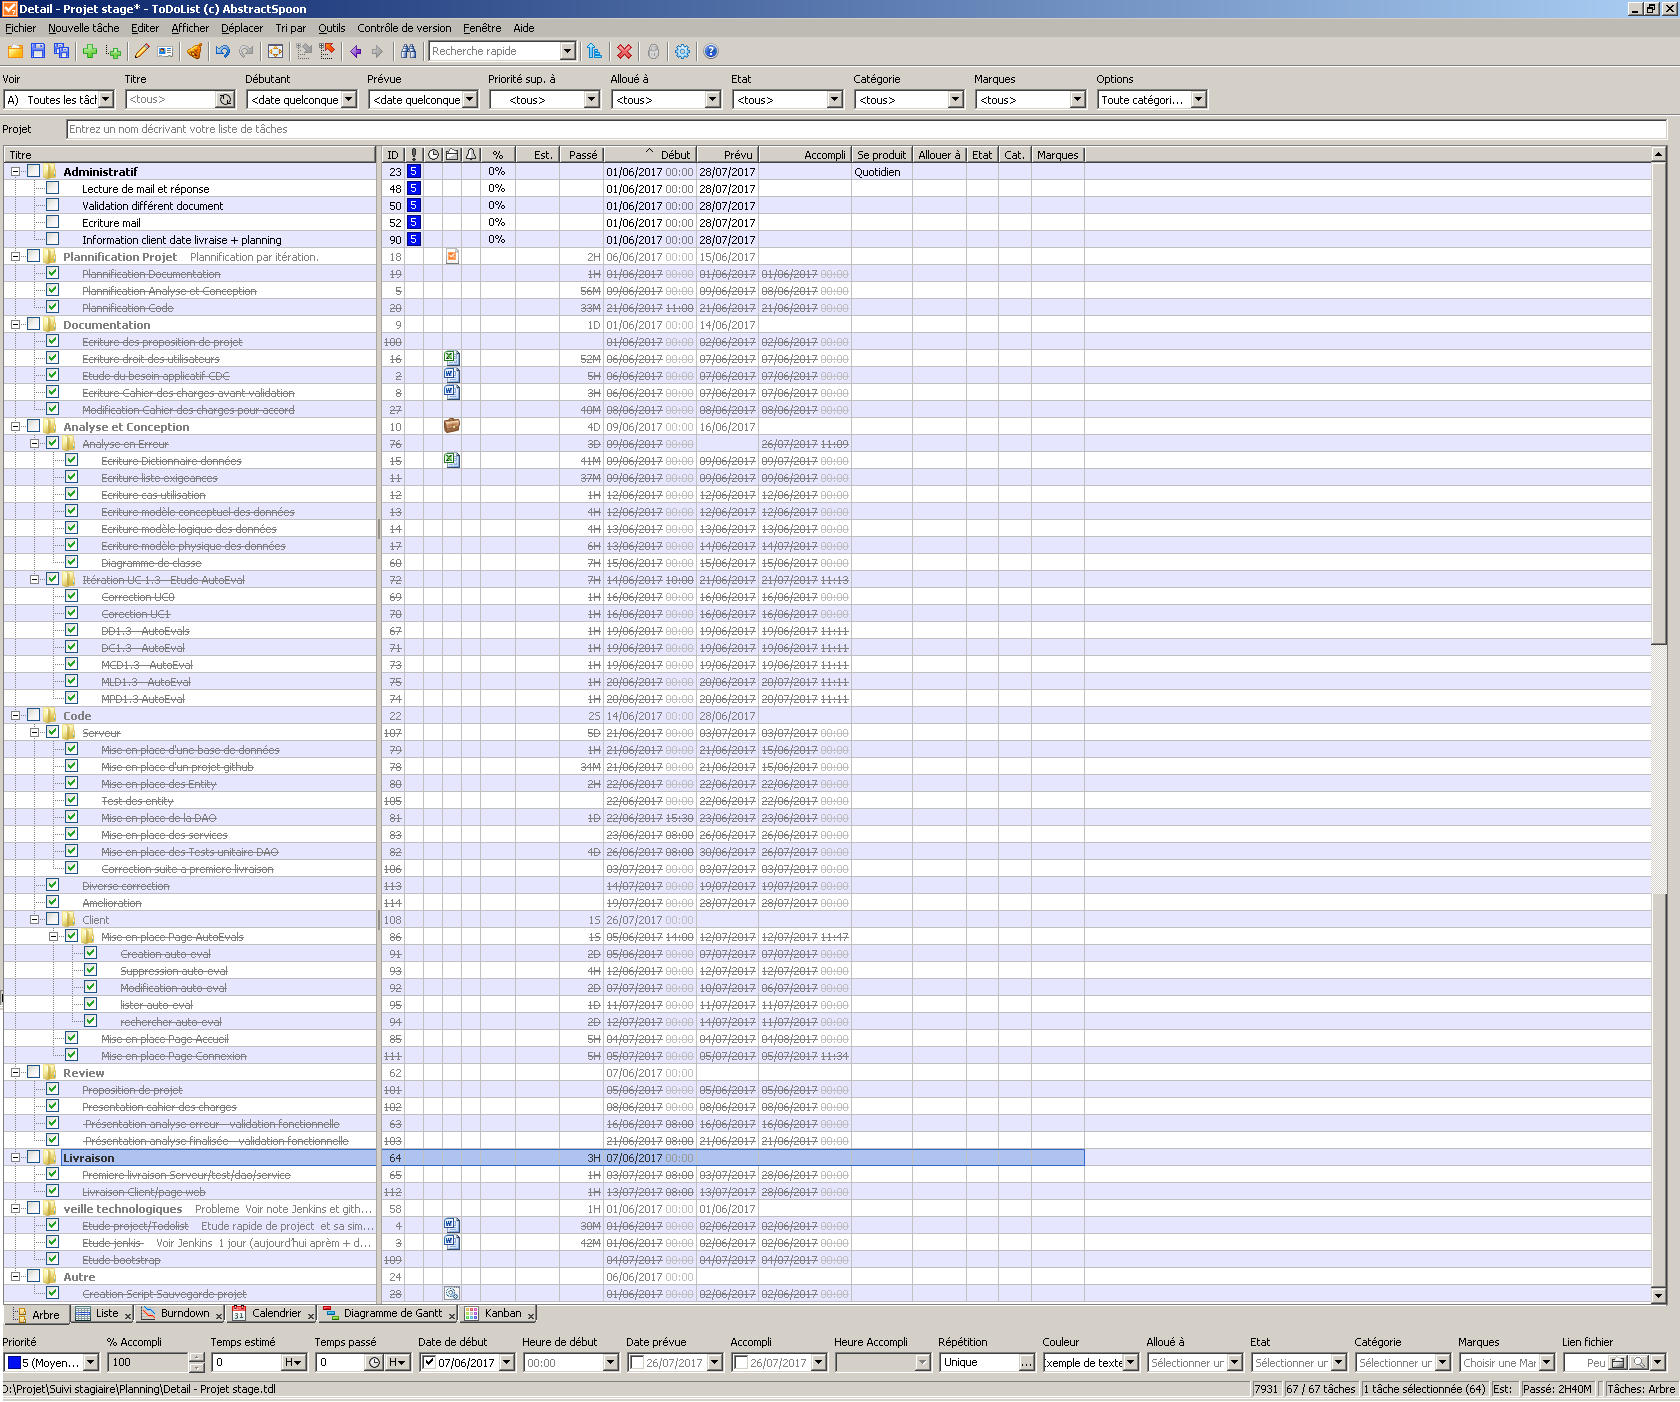 Detail - Projet stage* - ToDoList (c) AbstractSpoon
Fichier Nouvelle tâche Editer Afficher Déplacer Tri par Outils Contrôle de version Fenêtre Aide
Recherche rapide
Voir Titre Débutant Prévue Priorité sup. à Alloué à Etat Catégorie Marques Options
A) Toutes les tâcl <tous> <date quelconque <date quelconque <tous> <tous> <tous> <tous> <tous> Toute catégori...
Projet Entrez un nom décrivant votre liste de tâches
Titre ID ! % Est. Passé Début Prévu Accompli Se produit Allouer à Etat Cat. Marques
Administratif 23 5 0% 01/06/2017 00:00 28/07/2017 Quotidien
Lecture de mail et réponse 48 5 0% 01/06/2017 00:00 28/07/2017
Validation différent document 50 5 0% 01/06/2017 00:00 28/07/2017
Ecriture mail 52 5 0% 01/06/2017 00:00 28/07/2017
Information client date livraise + planning 90 5 0% 01/06/2017 00:00 28/07/2017
Plannification Projet Plannification par itération. 18 2H 06/06/2017 00:00 15/06/2017
Plannification Documentation 19 1H 01/06/2017 00:00 01/06/2017 01/06/2017 00:00
Plannification Analyse et Conception 5 56M 09/06/2017 00:00 09/06/2017 08/06/2017 00:00
Plannification Code 20 33M 21/06/2017 11:00 21/06/2017 21/06/2017 00:00
Documentation 9 1D 01/06/2017 00:00 14/06/2017
Ecriture des proposition de projet 100 01/06/2017 00:00 02/06/2017 02/06/2017 00:00
Ecriture droit des utilisateurs 16 52M 06/06/2017 00:00 07/06/2017 07/06/2017 00:00
Etude du besoin applicatif CDC 2 5H 06/06/2017 00:00 07/06/2017 07/06/2017 00:00
Ecriture Cahier des charges avant validation 8 3H 06/06/2017 00:00 07/06/2017 07/06/2017 00:00
Modification Cahier des charges pour accord 27 40M 08/06/2017 00:00 08/06/2017 08/06/2017 00:00
Analyse et Conception 10 4D 09/06/2017 00:00 16/06/2017
Analyse en Erreur 76 3D 09/06/2017 00:00 26/07/2017 11:09
Ecriture Dictionnaire données 15 41M 09/06/2017 00:00 09/06/2017 09/07/2017 00:00
Ecriture liste exigeances 11 37M 09/06/2017 00:00 09/06/2017 09/06/2017 00:00
Ecriture cas utilisation 12 1H 12/06/2017 00:00 12/06/2017 12/06/2017 00:00
Ecriture modèle conceptuel des données 13 4H 12/06/2017 00:00 12/06/2017 12/06/2017 00:00
Ecriture modèle logique des données 14 4H 13/06/2017 00:00 13/06/2017 13/06/2017 00:00
Ecriture modèle physique des données 17 6H 13/06/2017 00:00 14/06/2017 14/07/2017 00:00
Diagramme de classe 60 7H 15/06/2017 00:00 15/06/2017 15/06/2017 00:00
Itération UC 1.3 - Etude AutoEval 72 7H 14/06/2017 10:00 21/06/2017 21/07/2017 11:13
Correction UC0 69 1H 16/06/2017 00:00 16/06/2017 16/06/2017 00:00
Corection UC1 70 1H 16/06/2017 00:00 16/06/2017 16/06/2017 00:00
DD1.3 - AutoEvals 67 1H 19/06/2017 00:00 19/06/2017 19/06/2017 11:11
DC1.3 - AutoEval 71 1H 19/06/2017 00:00 19/06/2017 19/06/2017 11:11
MCD1.3 - AutoEval 73 1H 19/06/2017 00:00 19/06/2017 19/06/2017 11:11
MLD1.3 - AutoEval 75 1H 20/06/2017 00:00 20/06/2017 20/07/2017 11:11
MPD1.3 AutoEval 74 1H 20/06/2017 00:00 20/06/2017 20/07/2017 11:11
Code 22 2S 14/06/2017 00:00 28/06/2017
Serveur 107 5D 21/06/2017 00:00 03/07/2017 03/07/2017 00:00
Mise en place d'une base de données 79 1H 21/06/2017 00:00 21/06/2017 15/06/2017 00:00
Mise en place d'un projet github 78 34M 21/06/2017 00:00 21/06/2017 15/06/2017 00:00
Mise en place des Entity 80 2H 22/06/2017 00:00 22/06/2017 22/06/2017 00:00
Test des entity 105 22/06/2017 00:00 22/06/2017 22/06/2017 00:00
Mise en place de la DAO 81 1D 22/06/2017 15:30 23/06/2017 23/06/2017 00:00
Mise en place des services 83 23/06/2017 08:00 26/06/2017 26/06/2017 00:00
Mise en place des Tests unitaire DAO 82 4D 26/06/2017 08:00 30/06/2017 26/07/2017 00:00
Correction suite a premiere livraison 106 03/07/2017 00:00 03/07/2017 03/07/2017 00:00
Diverse correction 113 14/07/2017 00:00 19/07/2017 19/07/2017 00:00
Amelioration 114 19/07/2017 00:00 28/07/2017 28/07/2017 00:00
Client 108 1S 26/07/2017 00:00
Mise en place Page AutoEvals 86 1S 05/06/2017 14:00 12/07/2017 12/07/2017 11:47
Creation auto eval 91 2D 05/06/2017 00:00 07/07/2017 07/07/2017 00:00
Suppression auto eval 93 4H 12/06/2017 00:00 12/07/2017 12/07/2017 00:00
Modification auto eval 92 2D 07/07/2017 00:00 10/07/2017 06/07/2017 00:00
lister auto eval 95 1D 11/07/2017 00:00 11/07/2017 11/07/2017 00:00
rechercher auto eval 94 2D 12/07/2017 00:00 14/07/2017 11/07/2017 00:00
Mise en place Page Accueil 85 5H 04/07/2017 00:00 04/07/2017 04/08/2017 00:00
Mise en place Page Connexion 111 5H 05/07/2017 00:00 05/07/2017 05/07/2017 11:34
Review 62 07/06/2017 00:00
Proposition de projet 101 05/06/2017 00:00 05/06/2017 05/06/2017 00:00
Presentation cahier des charges 102 08/06/2017 00:00 08/06/2017 08/06/2017 00:00
Présentation analyse erreur - validation fonctionnelle 63 16/06/2017 08:00 16/06/2017 16/06/2017 00:00
Présentation analyse finalisée - validation fonctionnelle 103 21/06/2017 08:00 21/06/2017 21/06/2017 00:00
Livraison 64 3H 07/06/2017 00:00
Premiere livraison Serveur/test/dao/service 65 1H 03/07/2017 08:00 03/07/2017 28/06/2017 00:00
Livraison Client/page web 112 1H 13/07/2017 08:00 13/07/2017 28/06/2017 00:00
veille technologiques Probleme Voir note Jenkins et gith... 58 1H 01/06/2017 00:00 01/06/2017
Etude project/Todolist Etude rapide de project et sa sim... 4 30M 01/06/2017 00:00 02/06/2017 02/06/2017 00:00
Etude jenkis Voir Jenkins 1 jour (aujourd'hui aprèm + d... 3 42M 01/06/2017 00:00 02/06/2017 02/06/2017 00:00
Etude bootstrap 109 04/07/2017 00:00 04/07/2017 04/07/2017 00:00
Autre 24 06/06/2017 00:00
Creation Script Sauvegarde projet 28 01/06/2017 00:00 02/06/2017 02/06/2017 00:00
Arbre Liste Burndown Calendrier Diagramme de Gantt Kanban
Priorité % Accompli Temps estimé Temps passé Date de début Heure de début Date prévue Accompli Heure Accompli Répétition Couleur Alloué à Etat Catégorie Marques Lien fichier
5 (Moyen... 100 0 H 0 H 07/06/2017 00:00 26/07/2017 26/07/2017 Unique ... xemple de texte Sélectionner ur Sélectionner ur Sélectionner ur Choisir une Mar Peu
D:\Projet\Suivi stagiaire\Planning\Detail - Projet stage.tdl 7931 67 / 67 tâches 1 tâche sélectionnée (64) Est: Passé: 2H40M Tâches: Arbre